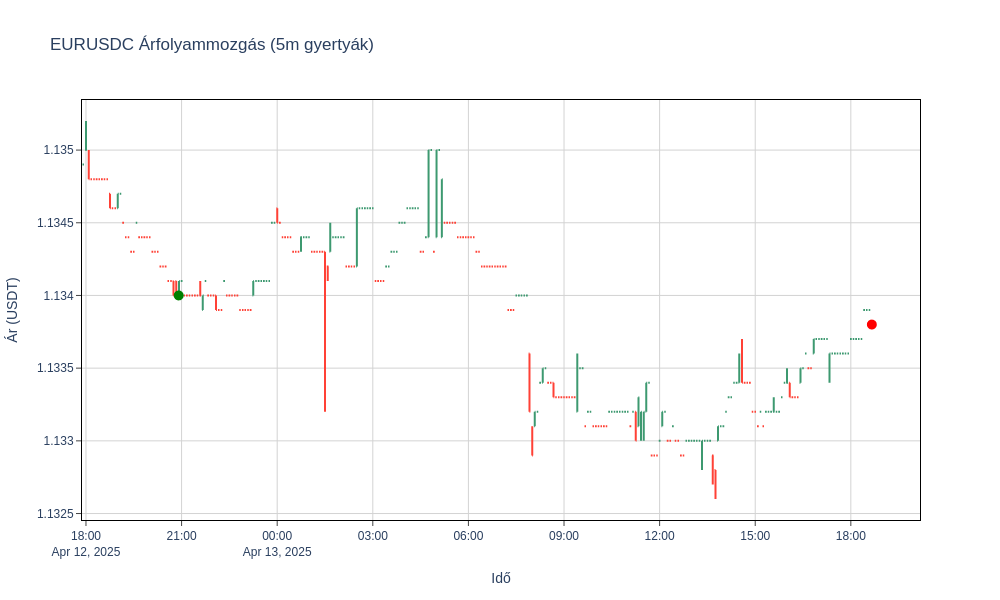 EURUSDC Árfolyammozgás (5m gyertyák)
1.135
1.1345
1.134
1.1335
1.133
1.1325
Ár (USDT)
18:00 21:00 00:00 03:00 06:00 09:00 12:00 15:00 18:00
Apr 12, 2025 Apr 13, 2025
Idő